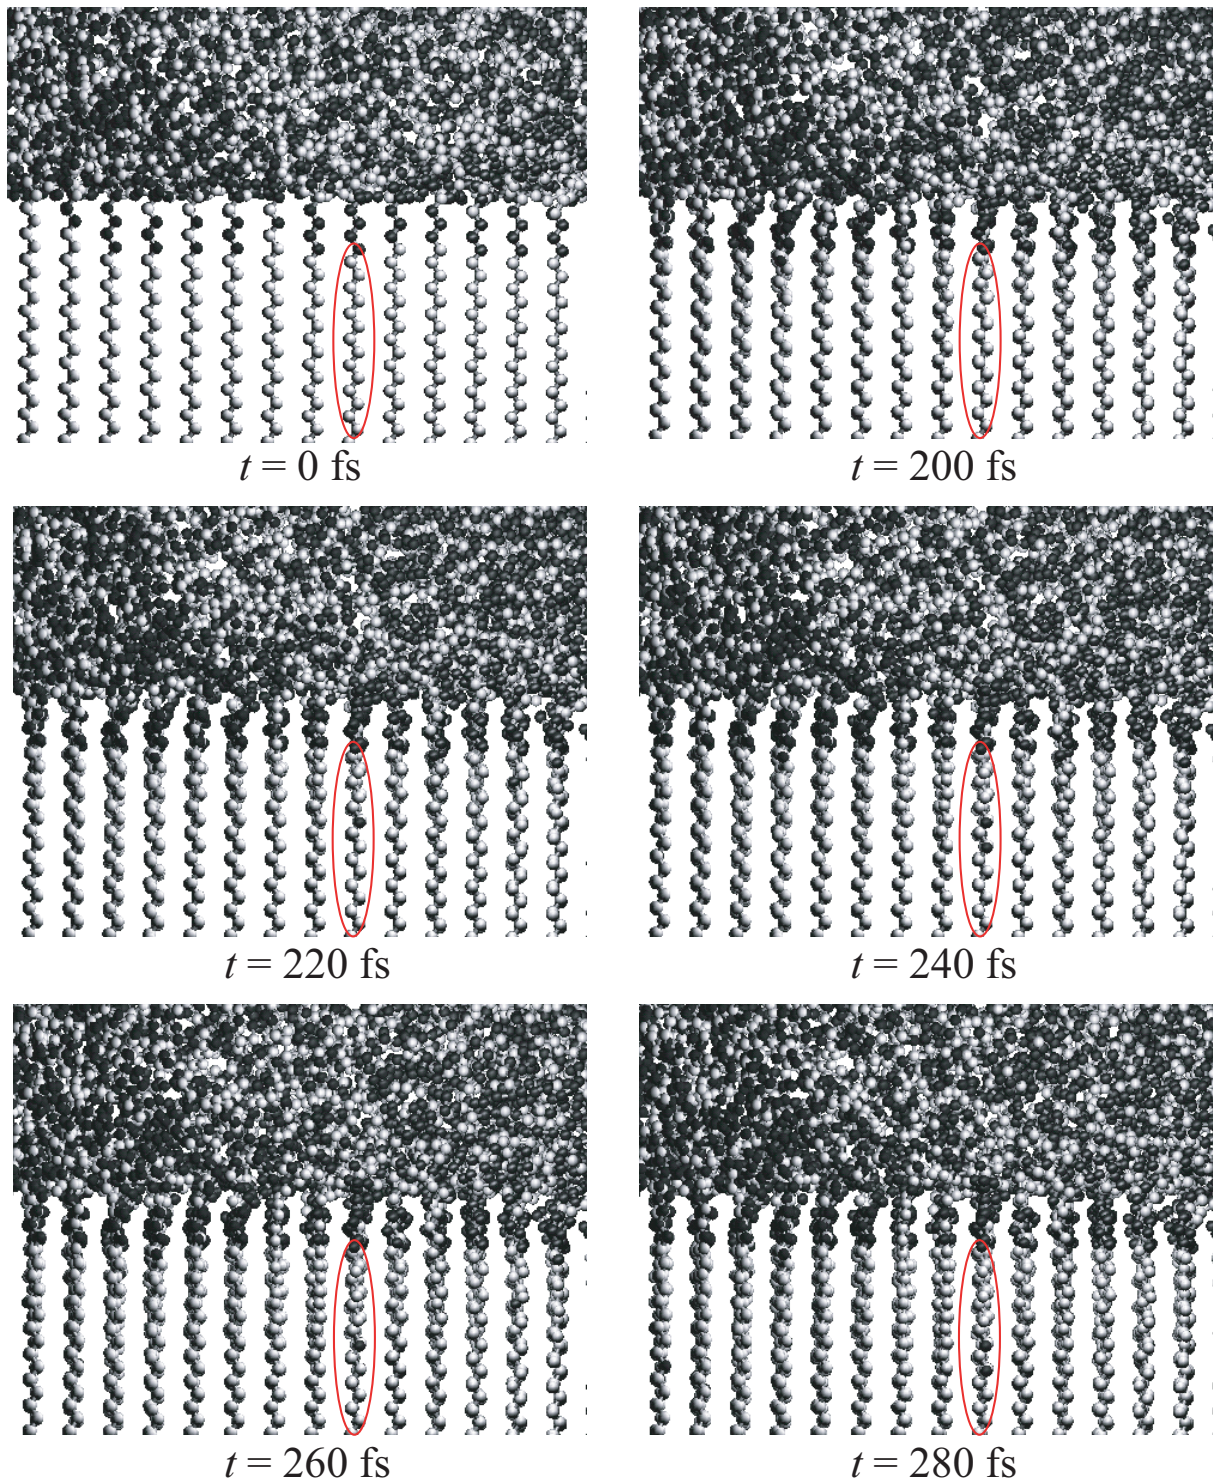 t = 0 fs
t = 200 fs
t = 220 fs
t = 240 fs
t = 260 fs
t = 280 fs